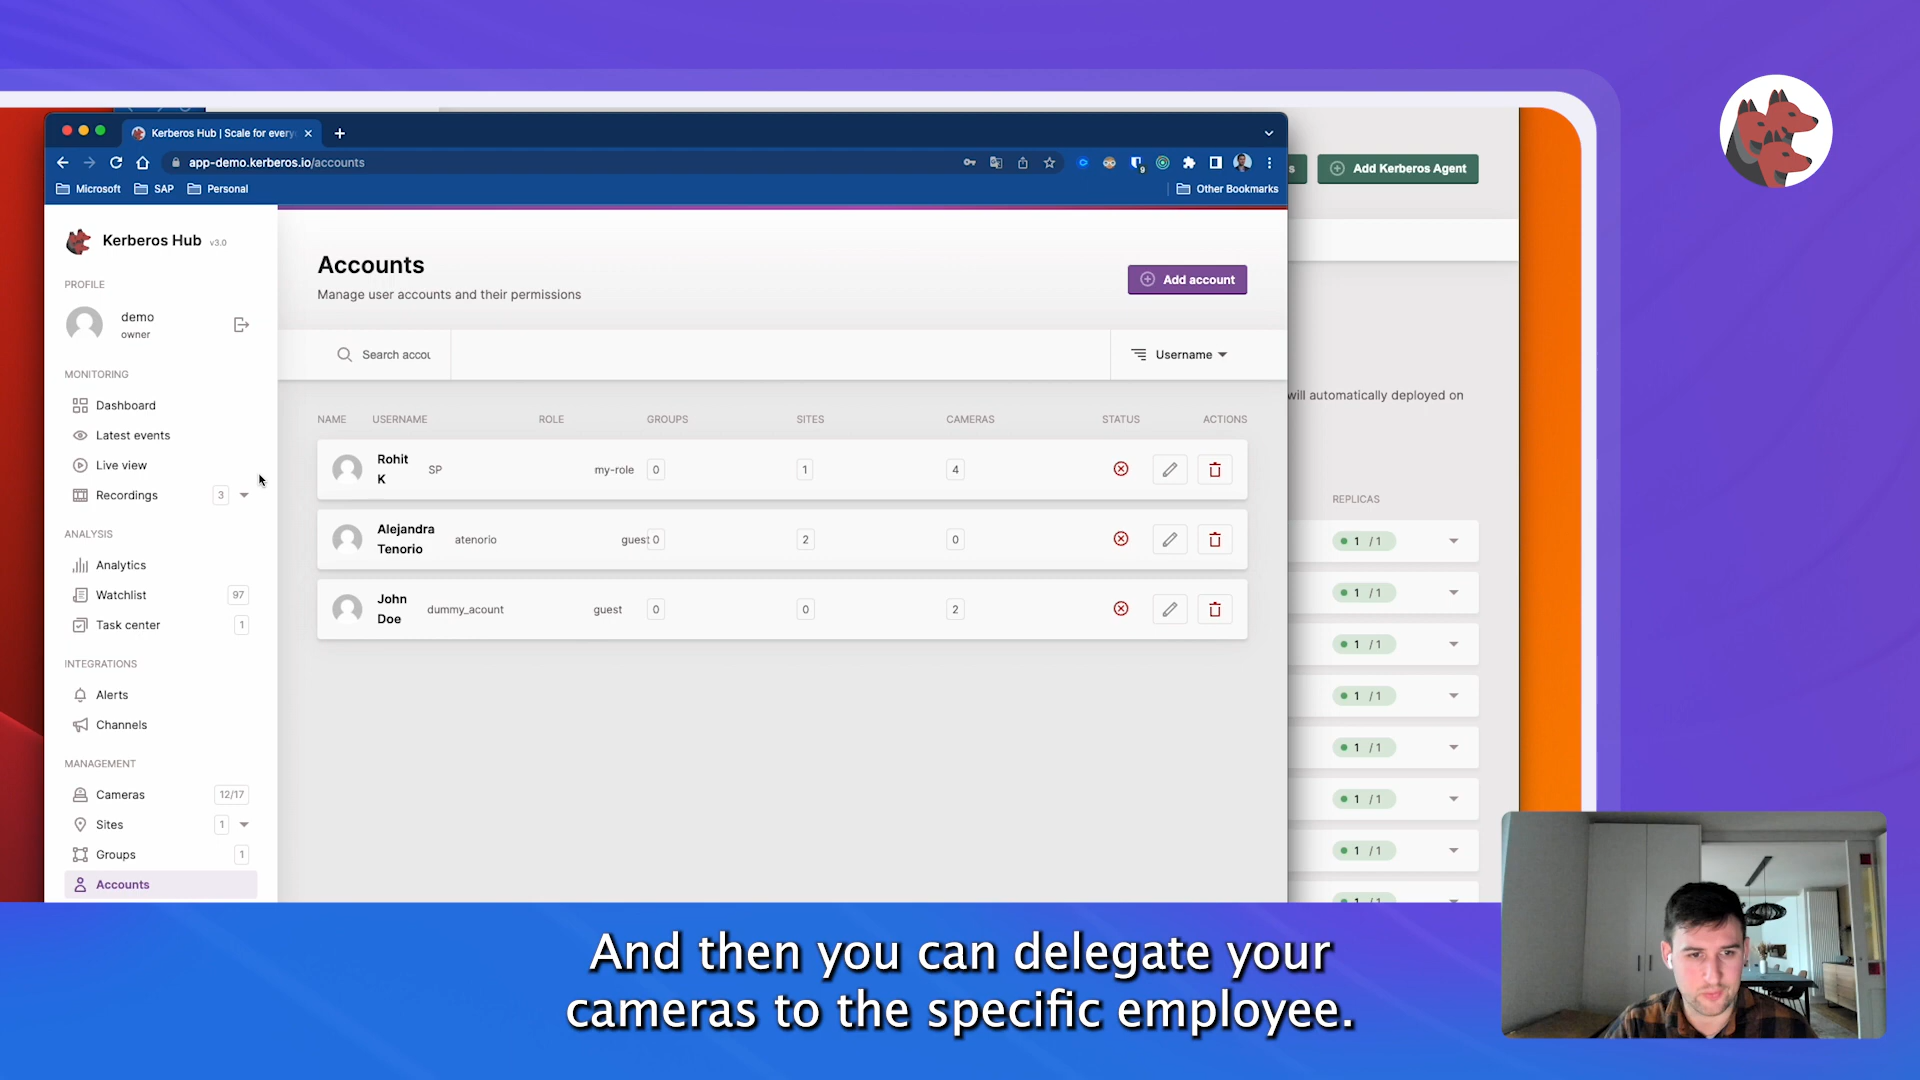 Kerberos Hub | Scale for every
app-demo.kerberos.io/accounts
9
Microsoft
SAP
Personal
Other Bookmarks
s
Add Kerberos Agent
Kerberos Hub v3.0
PROFILE
demo
owner
MONITORING
Dashboard
Latest events
Live view
Recordings 3
ANALYSIS
Analytics
Watchlist 97
Task center 1
INTEGRATIONS
Alerts
Channels
MANAGEMENT
Cameras 12/17
Sites 1
Groups 1
Accounts
Accounts
Manage user accounts and their permissions
Add account
Search accou
Username
NAME USERNAME ROLE GROUPS SITES CAMERAS STATUS ACTIONS
Rohit
K
SP my-role 0 1 4
Alejandra
Tenorio
atenorio guest 0 2 0
John
Doe
dummy_acount guest 0 0 2
will automatically deployed on
REPLICAS
1 / 1
1 / 1
1 / 1
1 / 1
1 / 1
1 / 1
1 / 1
1 / 1
And then you can delegate your
cameras to the specific employee.